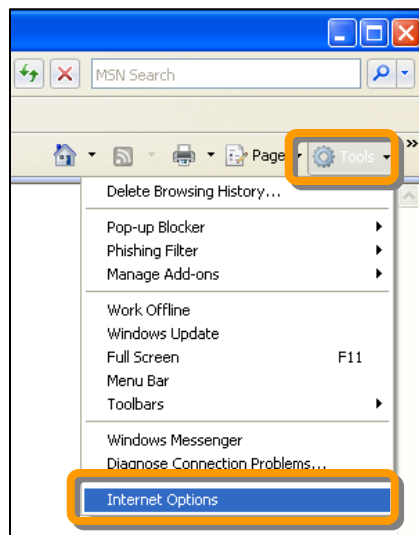 MSN Search
Page Tools »
Delete Browsing History...
Pop-up Blocker
Phishing Filter
Manage Add-ons
Work Offline
Windows Update
Full Screen F11
Menu Bar
Toolbars
Windows Messenger
Diagnose Connection Problems...
Internet Options